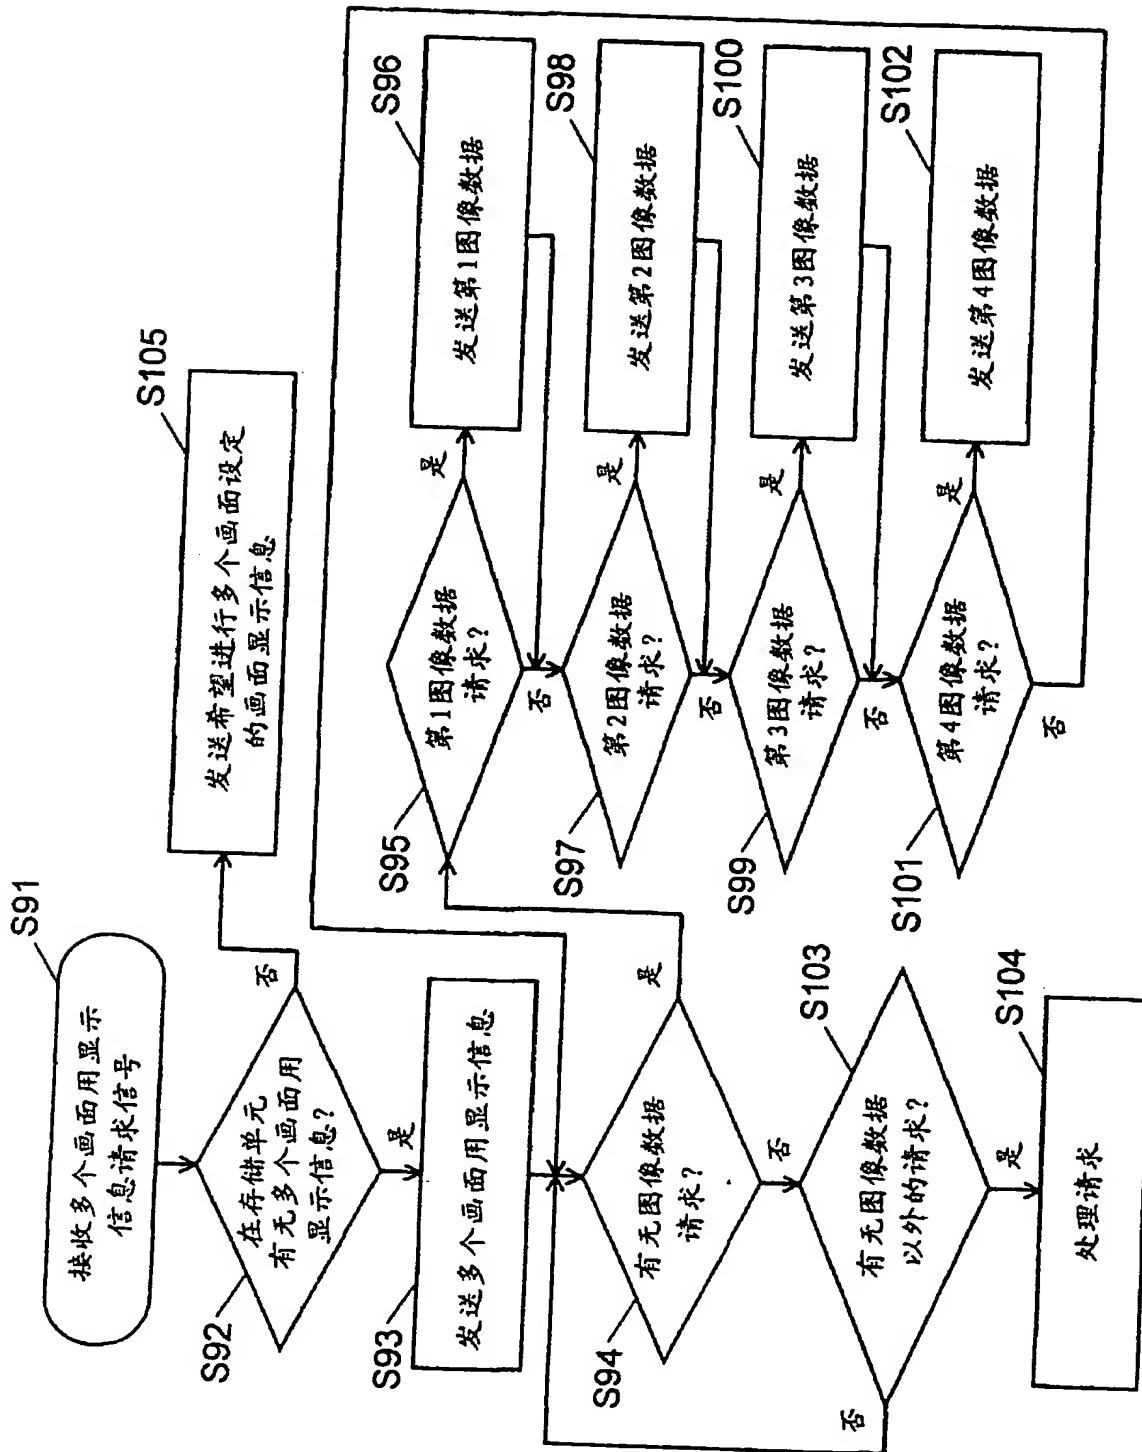 S91
接收多个画面用显示
信息请求信号
S92
在存储单元
有无多个画面用
显示信息？
否
是
S105
发送希望进行多个画面设定
的画面显示信息
S93
发送多个画面用显示信息
S94
有无图像数据
请求？
是
否
S103
有无图像数据
以外的请求？
否
是
S104
处理请求
S95
第1图像数据
请求？
是
否
S96
发送第1图像数据
S97
第2图像数据
请求？
是
否
S98
发送第2图像数据
S99
第3图像数据
请求？
是
否
S100
发送第3图像数据
S101
第4图像数据
请求？
是
否
S102
发送第4图像数据